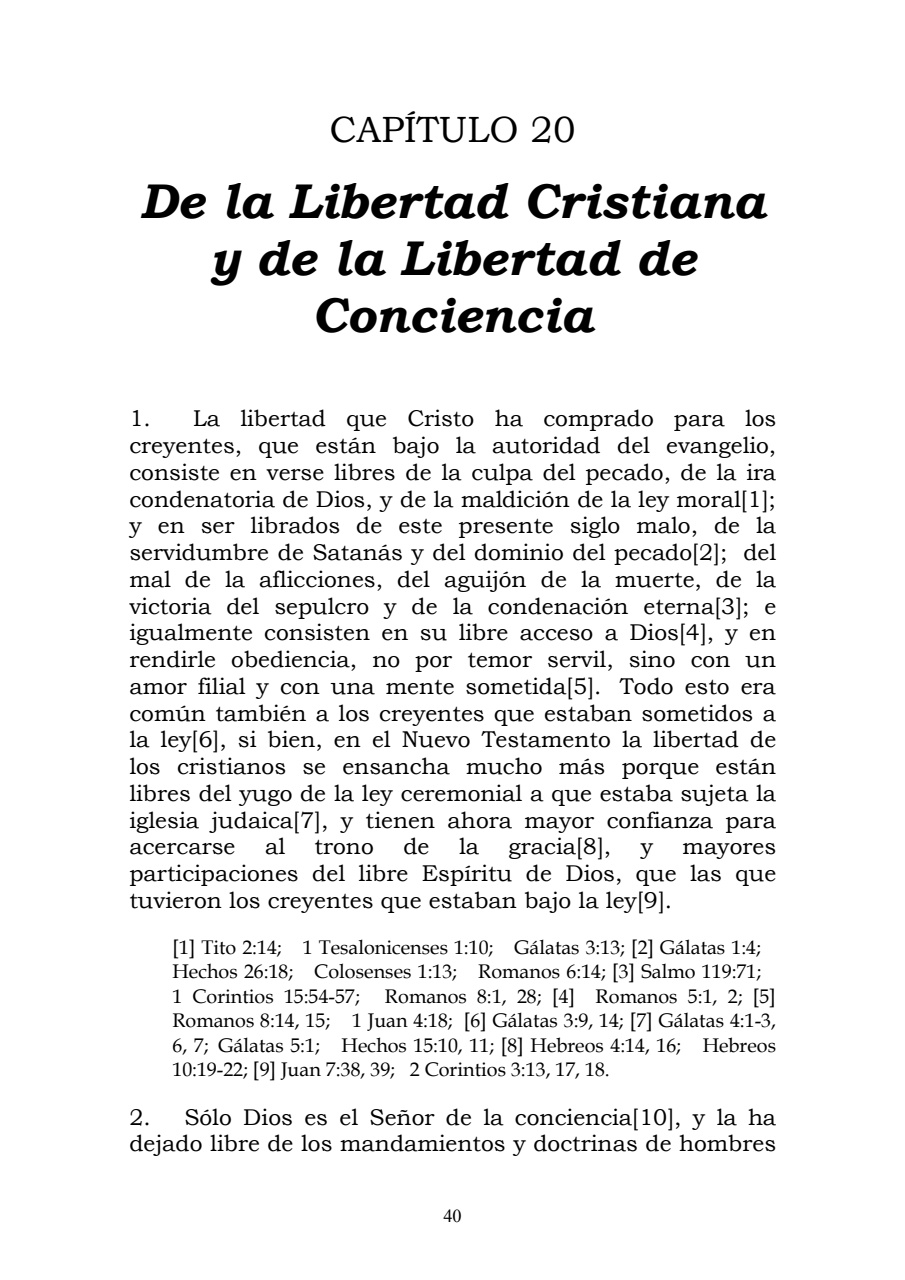 CAPÍTULO 20
De la Libertad Cristiana
y de la Libertad de
Conciencia
1. La libertad que Cristo ha comprado para los
creyentes, que están bajo la autoridad del evangelio,
consiste en verse libres de la culpa del pecado, de la ira
condenatoria de Dios, y de la maldición de la ley moral[1];
y en ser librados de este presente siglo malo, de la
servidumbre de Satanás y del dominio del pecado[2]; del
mal de la aflicciones, del aguijón de la muerte, de la
victoria del sepulcro y de la condenación eterna[3]; e
igualmente consisten en su libre acceso a Dios[4], y en
rendirle obediencia, no por temor servil, sino con un
amor filial y con una mente sometida[5]. Todo esto era
común también a los creyentes que estaban sometidos a
la ley[6], si bien, en el Nuevo Testamento la libertad de
los cristianos se ensancha mucho más porque están
libres del yugo de la ley ceremonial a que estaba sujeta la
iglesia judaica[7], y tienen ahora mayor confianza para
acercarse al trono de la gracia[8], y mayores
participaciones del libre Espíritu de Dios, que las que
tuvieron los creyentes que estaban bajo la ley[9].
[1] Tito 2:14; 1 Tesalonicenses 1:10; Gálatas 3:13; [2] Gálatas 1:4;
Hechos 26:18; Colosenses 1:13; Romanos 6:14; [3] Salmo 119:71;
1 Corintios 15:54-57; Romanos 8:1, 28; [4] Romanos 5:1, 2; [5]
Romanos 8:14, 15; 1 Juan 4:18; [6] Gálatas 3:9, 14; [7] Gálatas 4:1-3,
6, 7; Gálatas 5:1; Hechos 15:10, 11; [8] Hebreos 4:14, 16; Hebreos
10:19-22; [9] Juan 7:38, 39; 2 Corintios 3:13, 17, 18.
2. Sólo Dios es el Señor de la conciencia[10], y la ha
dejado libre de los mandamientos y doctrinas de hombres
40